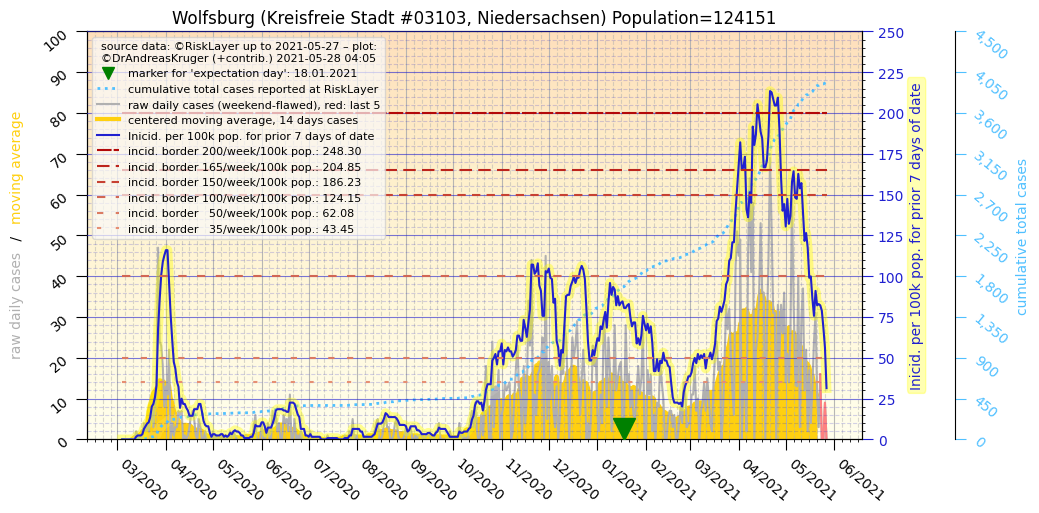 Wolfsburg (Kreisfreie Stadt #03103, Niedersachsen) Population=124151
source data: ©RiskLayer up to 2021-05-27 – plot:
©DrAndreasKruger (+contrib.) 2021-05-28 04:05
marker for 'expectation day': 18.01.2021
cumulative total cases reported at RiskLayer
raw daily cases (weekend-flawed), red: last 5
centered moving average, 14 days cases
Inicid. per 100k pop. for prior 7 days of date
incid. border 200/week/100k pop.: 248.30
incid. border 165/week/100k pop.: 204.85
incid. border 150/week/100k pop.: 186.23
incid. border 100/week/100k pop.: 124.15
incid. border   50/week/100k pop.: 62.08
incid. border   35/week/100k pop.: 43.45
raw daily cases / moving average
100
90
80
70
60
50
40
30
20
10
0
03/2020
04/2020
05/2020
06/2020
07/2020
08/2020
09/2020
10/2020
11/2020
12/2020
01/2021
02/2021
03/2021
04/2021
05/2021
06/2021
250
225
200
175
150
125
100
75
50
25
0
Inicid. per 100k pop. for prior 7 days of date
4,500
4,050
3,600
3,150
2,700
2,250
1,800
1,350
900
450
0
cumulative total cases